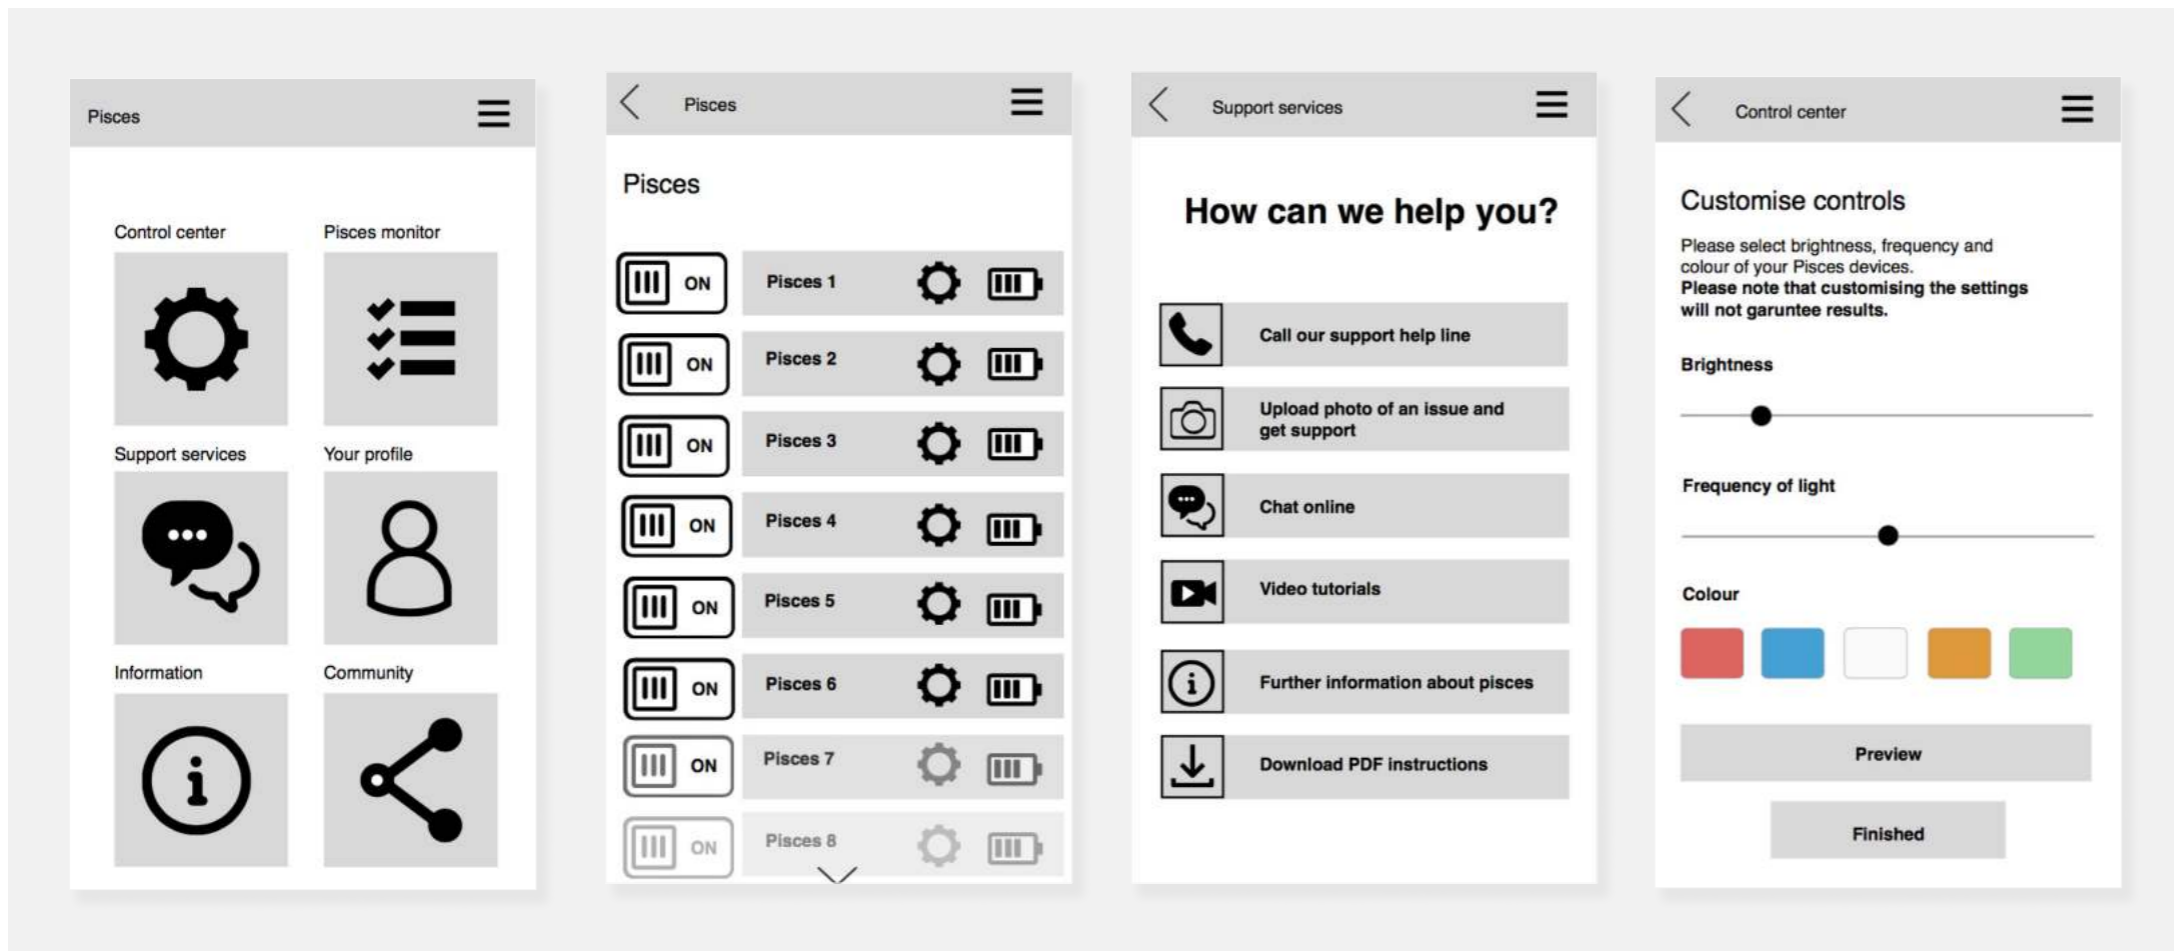 Pisces
Control center
Pisces monitor
Support services
Your profile
Information
Community
Pisces
Pisces
ON
Pisces 1
ON
Pisces 2
ON
Pisces 3
ON
Pisces 4
ON
Pisces 5
ON
Pisces 6
ON
Pisces 7
ON
Pisces 8
Support services
How can we help you?
Call our support help line
Upload photo of an issue and
get support
Chat online
Video tutorials
Further information about pisces
Download PDF instructions
Control center
Customise controls
Please select brightness, frequency and
colour of your Pisces devices.
Please note that customising the settings
will not garuntee results.
Brightness
Frequency of light
Colour
Preview
Finished